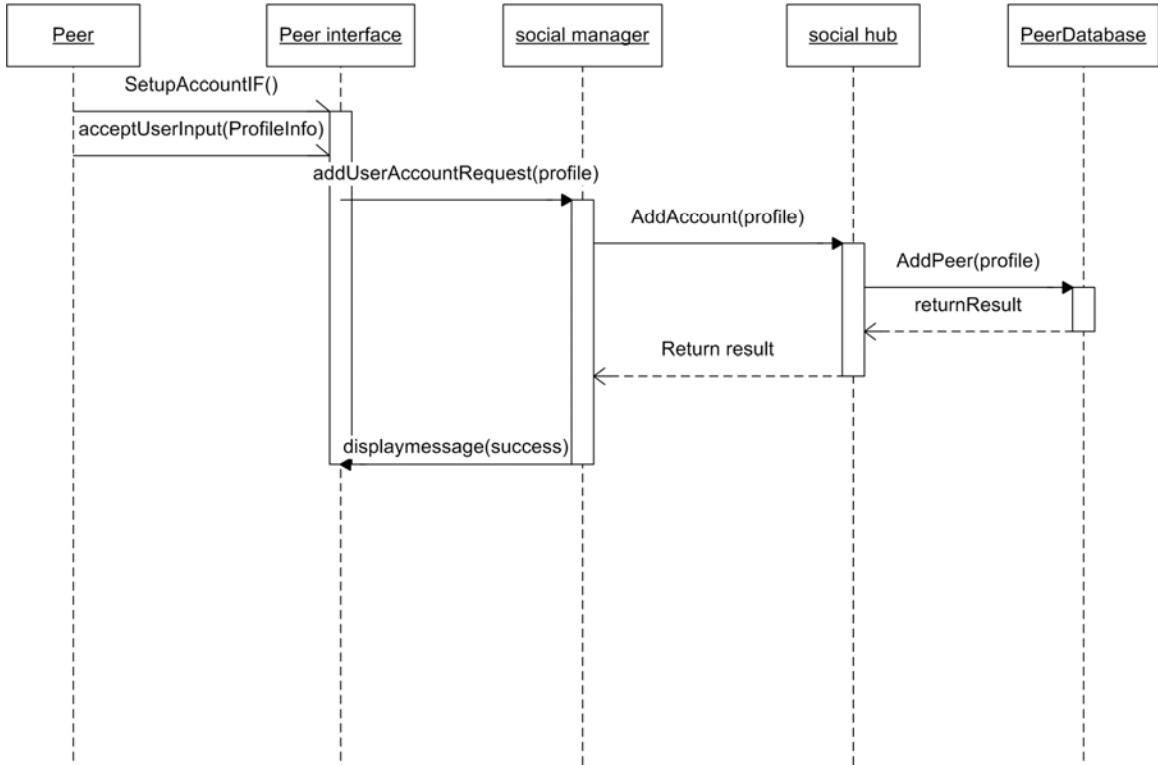 Peer
Peer interface
social manager
social hub
PeerDatabase
SetupAccountIF()
acceptUserInput(ProfileInfo)
addUserAccountRequest(profile)
AddAccount(profile)
AddPeer(profile)
returnResult
Return result
displaymessage(success)